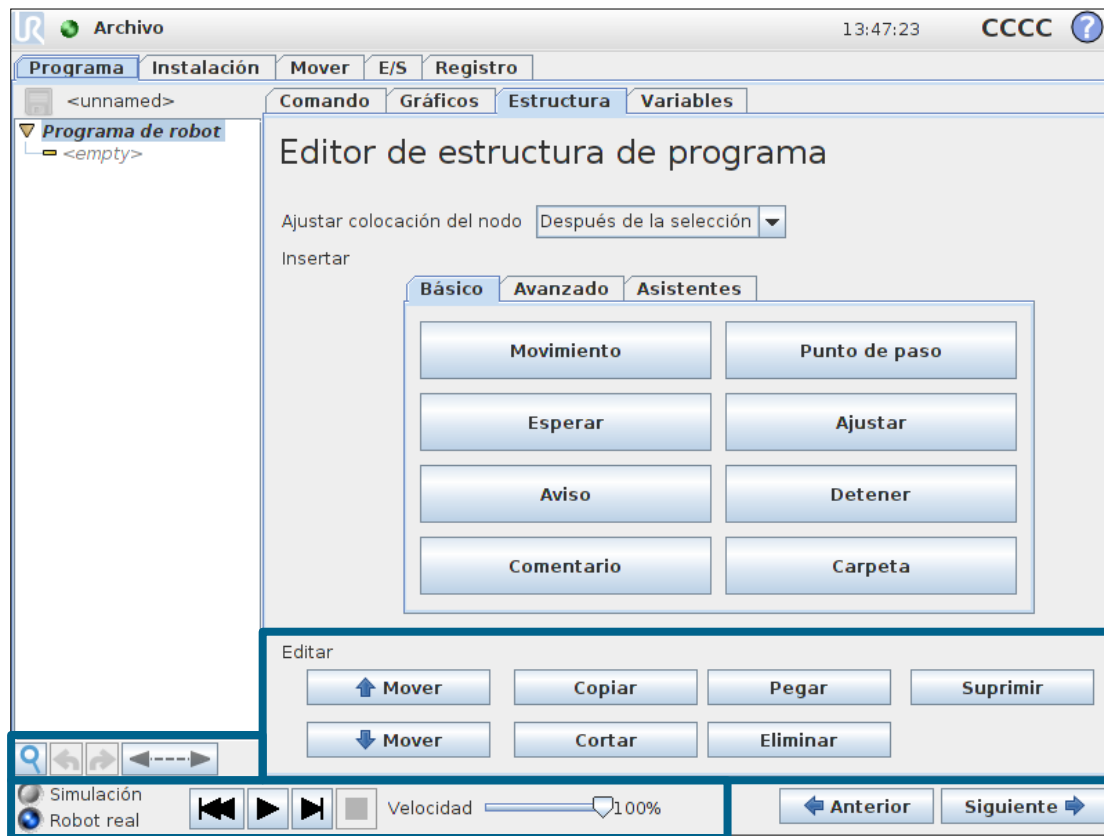 UR Archivo 13:47:23 CCCC ?
Programa Instalación Mover E/S Registro
<unnamed> Comando Gráficos Estructura Variables
Programa de robot
<empty>
Editor de estructura de programa
Ajustar colocación del nodo Después de la selección
Insertar
Básico Avanzado Asistentes
Movimiento Punto de paso
Esperar Ajustar
Aviso Detener
Comentario Carpeta
Editar
Mover Copiar Pegar Suprimir
Mover Cortar Eliminar
Simulación
Robot real
Velocidad 100%
Anterior Siguiente